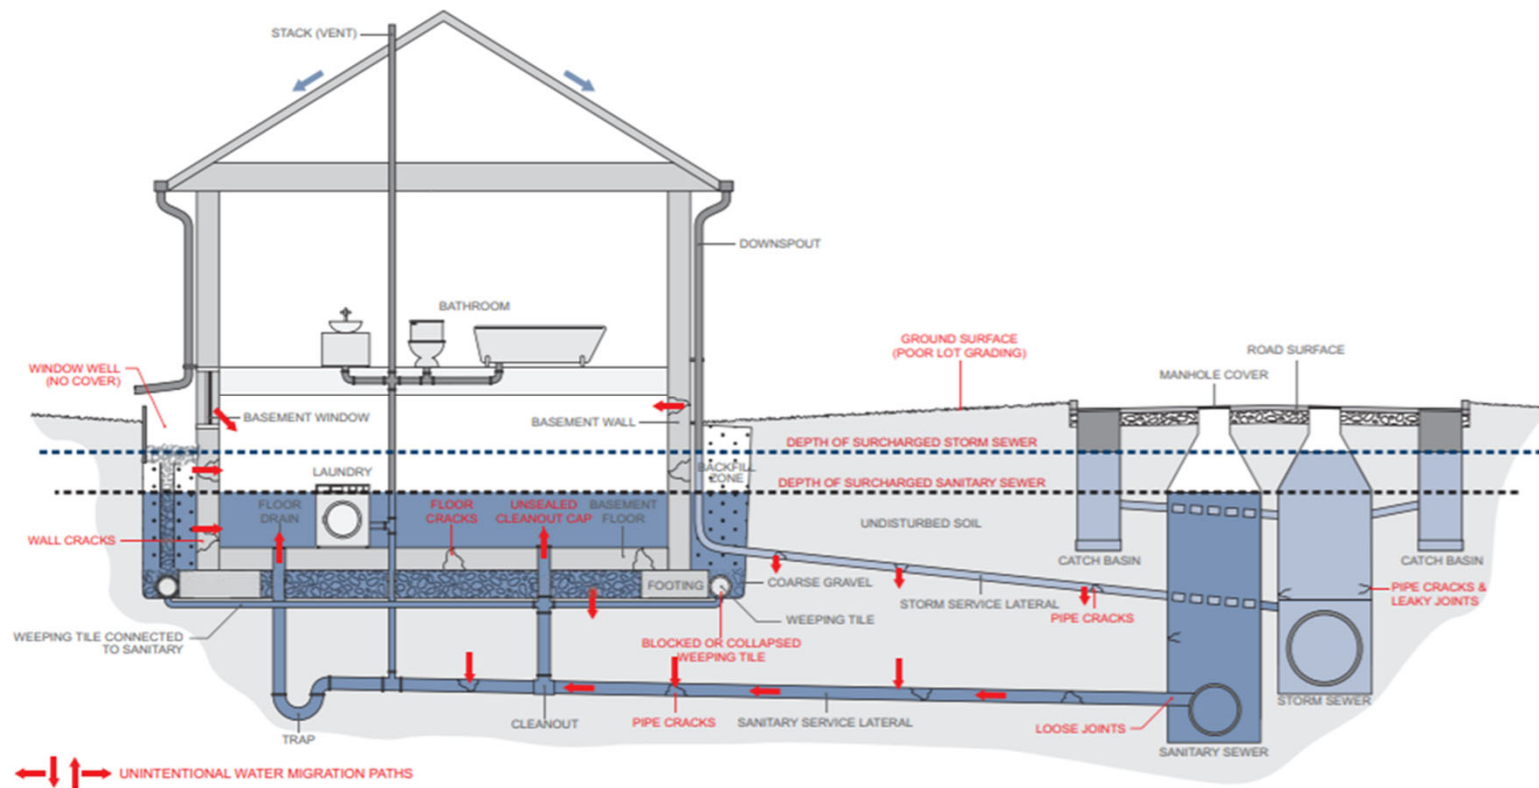 STACK (VENT)
DOWNSPOUT
BATHROOM
WINDOW WELL
(NO COVER)
GROUND SURFACE
(POOR LOT GRADING)
ROAD SURFACE
MANHOLE COVER
BASEMENT WINDOW
BASEMENT WALL
DEPTH OF SURCHARGED STORM SEWER
BACKFILL
ZONE
LAUNDRY
DEPTH OF SURCHARGED SANITARY SEWER
FLOOR
DRAIN
FLOOR
CRACKS
UNSEALED
CLEANOUT CAP
BASEMENT
FLOOR
UNDISTURBED SOIL
WALL CRACKS
CATCH BASIN
CATCH BASIN
FOOTING
COARSE GRAVEL
STORM SERVICE LATERAL
PIPE CRACKS &
LEAKY JOINTS
PIPE CRACKS
WEEPING TILE
WEEPING TILE CONNECTED
TO SANITARY
BLOCKED OR COLLAPSED
WEEPING TILE
STORM SEWER
TRAP
CLEANOUT
PIPE CRACKS
SANITARY SERVICE LATERAL
LOOSE JOINTS
SANITARY SEWER
UNINTENTIONAL WATER MIGRATION PATHS